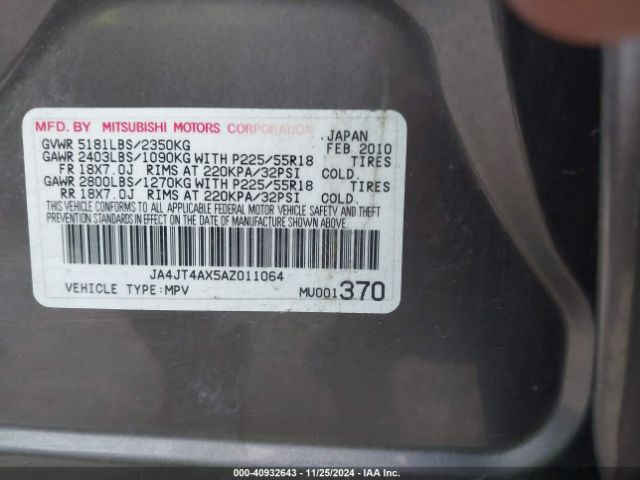 MFD. BY MITSUBISHI MOTORS CORPORATION, JAPAN
GVWR 5181LBS/2350KG FEB 2010
GAWR 2403LBS/1090KG WITH P225/55R18 TIRES
FR 18X7.0J RIMS AT 220KPA/32PSI COLD.
GAWR 2800LBS/1270KG WITH P225/55R18 TIRES
RR 18X7.0J RIMS AT 220KPA/32PSI COLD.
THIS VEHICLE CONFORMS TO ALL APPLICABLE FEDERAL MOTOR VEHICLE SAFETY AND THEFT
PREVENTION STANDARDS IN EFFECT ON THE DATE OF MANUFACTURE SHOWN ABOVE.
JA4JT4AX5AZ011064
VEHICLE TYPE:MPV MU001370
000-40932643 - 11/25/2024 - IAA Inc.